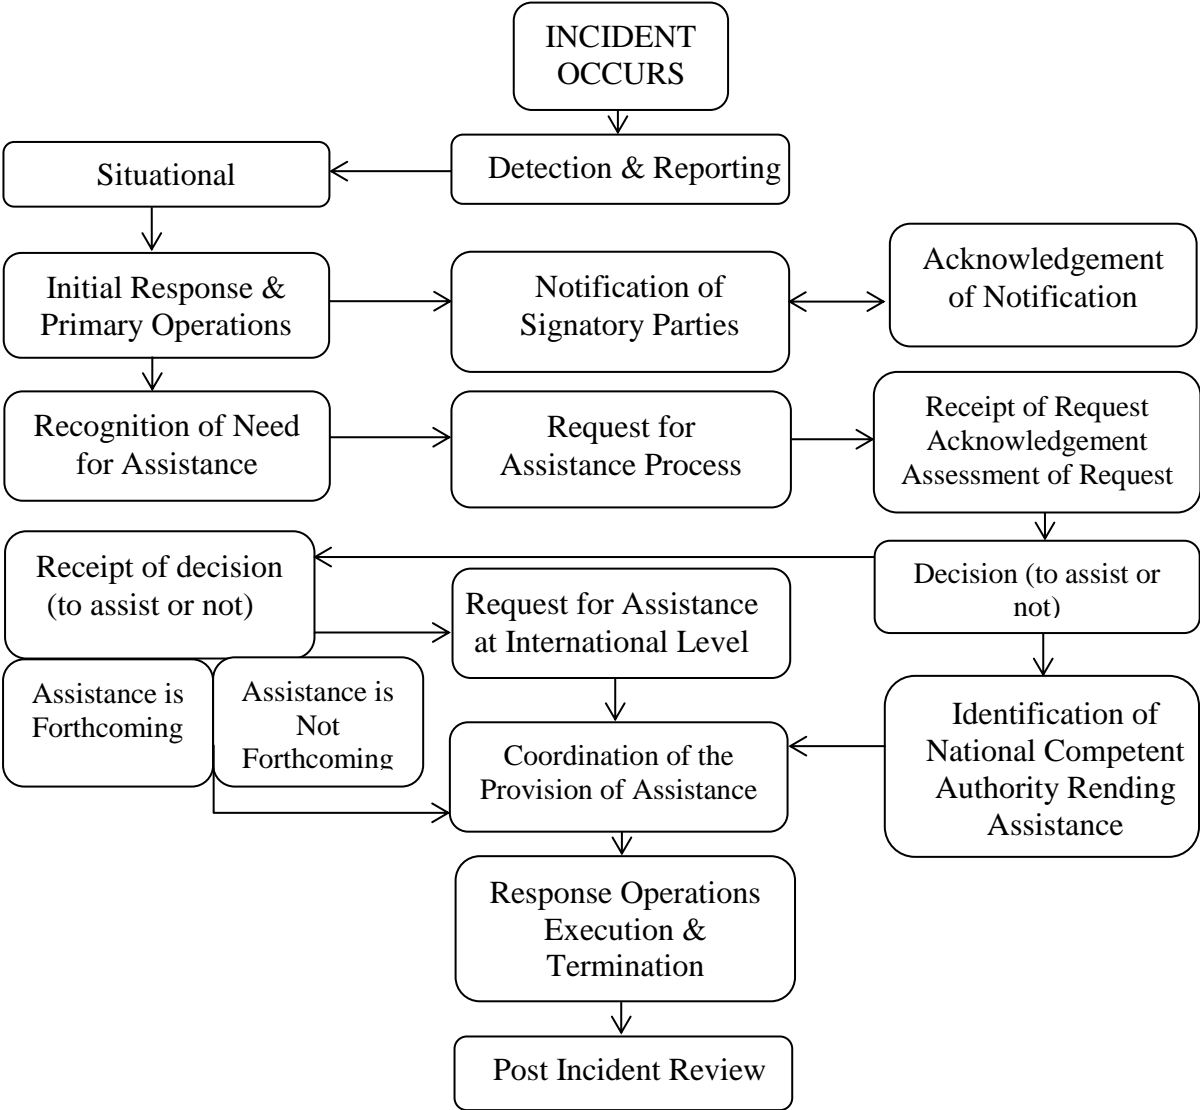 INCIDENT
OCCURS
Detection & Reporting
Situational
Initial Response &
Primary Operations
Notification of
Signatory Parties
Acknowledgement
of Notification
Recognition of Need
for Assistance
Request for
Assistance Process
Receipt of Request
Acknowledgement
Assessment of Request
Receipt of decision
(to assist or not)
Request for Assistance
at International Level
Decision (to assist or
not)
Assistance is
Forthcoming
Assistance is
Not
Forthcoming
Coordination of the
Provision of Assistance
Identification of
National Competent
Authority Rending
Assistance
Response Operations
Execution &
Termination
Post Incident Review